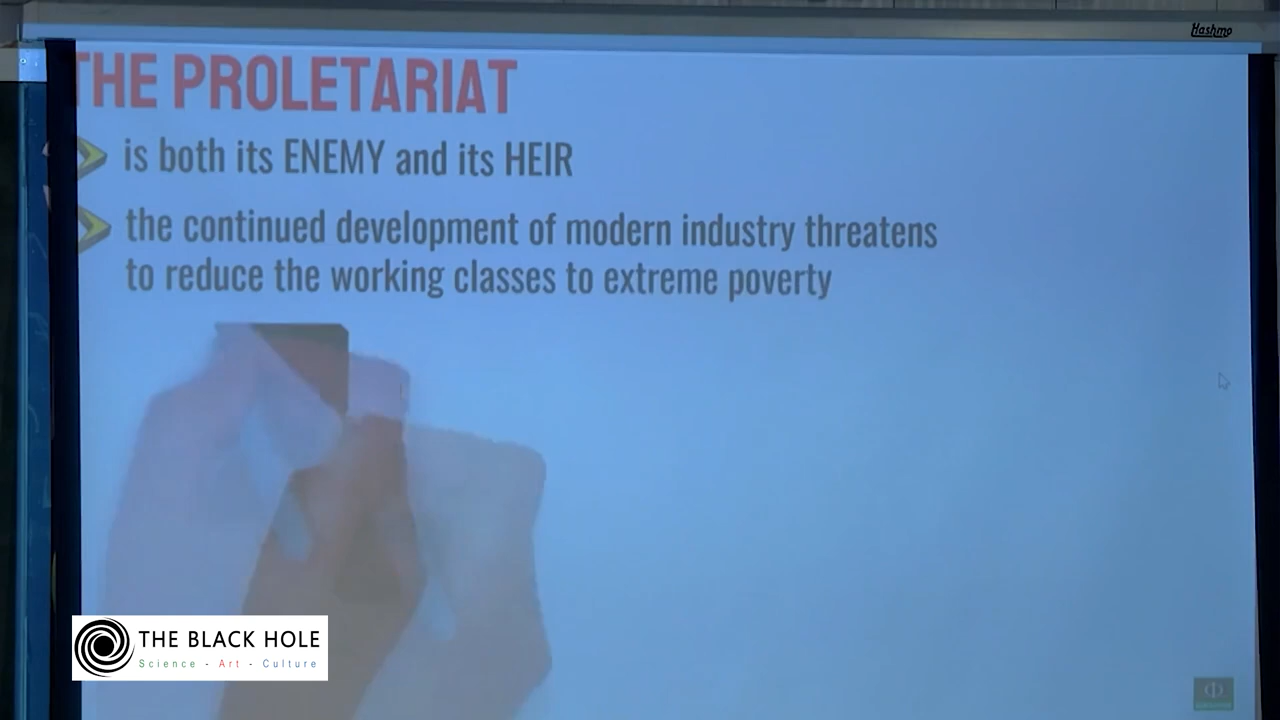 Hashmo
THE PROLETARIAT
is both its ENEMY and its HEIR
the continued development of modern industry threatens
to reduce the working classes to extreme poverty
THE BLACK HOLE
Science - Art - Culture
Φ